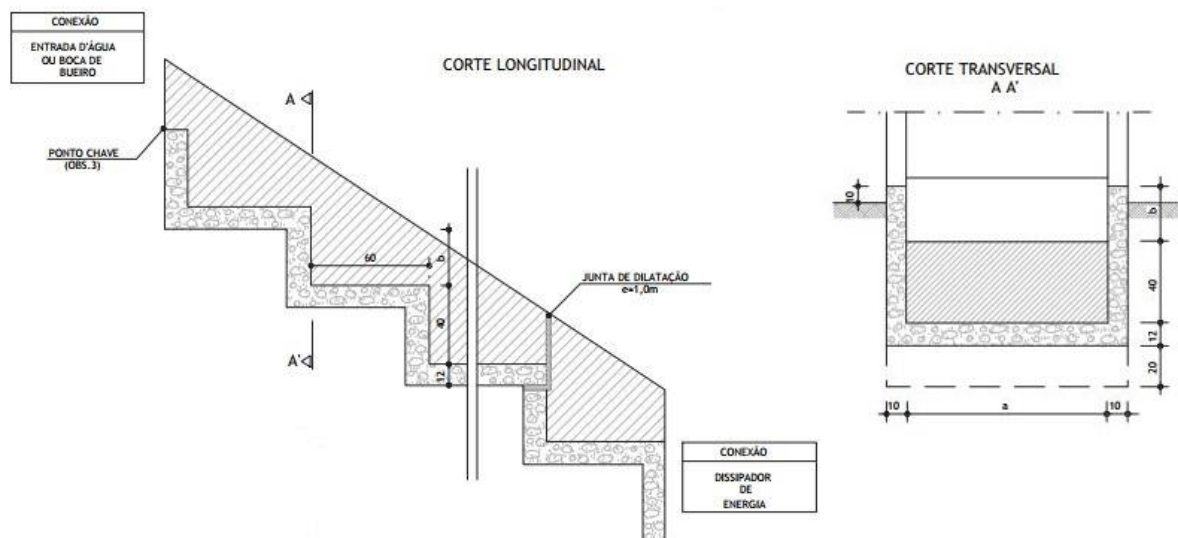 CONEXÃO
ENTRADA D'ÁGUA
OU BOCA DE
BUEIRO
CORTE LONGITUDINAL
CORTE TRANSVERSAL
A A'
A
PONTO CHAVE
(OBS.3)
60
b
40
12
A'
JUNTA DE DILATAÇÃO
e=1,0m
CONEXÃO
DISSIPADOR
DE
ENERGIA
10
b
40
12
20
10
a
10